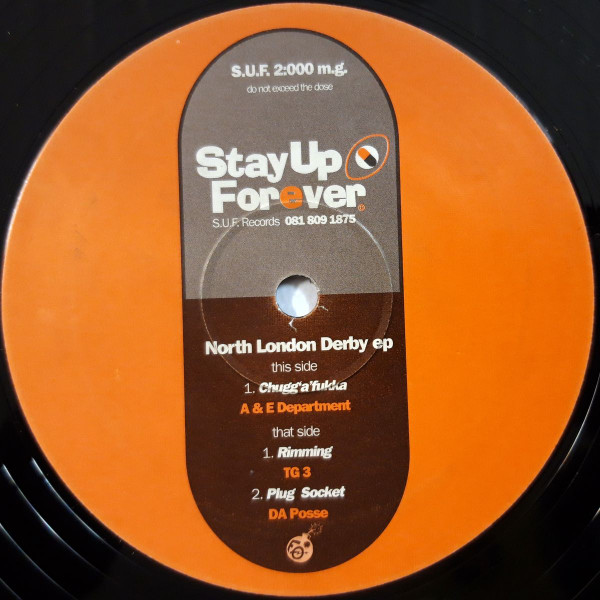 S.U.F. 2:000 m.g.
do not exceed the dose
Stay Up
Forever
S.U.F. Records 081 809 1875
North London Derby ep
this side
1. Chugg'a'fukka
A & E Department
that side
1. Rimming
TG 3
2. Plug Socket
DA Posse